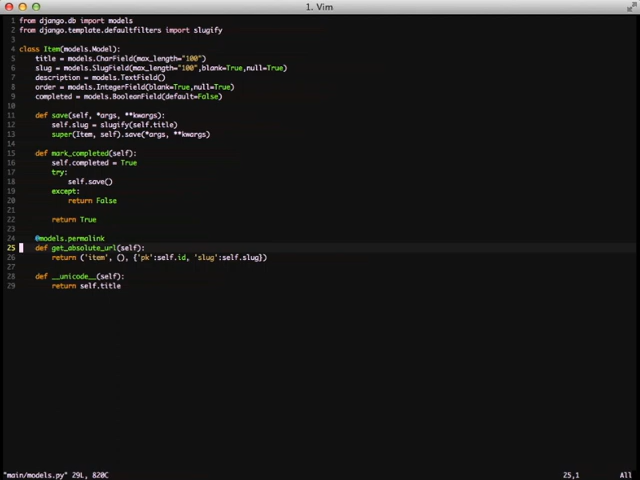 1. Vim
1 from django.db import models
2 from django.template.defaultfilters import slugify
3
4 class Item(models.Model):
5     title = models.CharField(max_length="100")
6     slug = models.SlugField(max_length="100",blank=True,null=True)
7     description = models.TextField()
8     order = models.IntegerField(blank=True,null=True)
9     completed = models.BooleanField(default=False)
10
11     def save(self, *args, **kwargs):
12         self.slug = slugify(self.title)
13         super(Item, self).save(*args, **kwargs)
14
15     def mark_completed(self):
16         self.completed = True
17         try:
18             self.save()
19         except:
20             return False
21
22         return True
23
24     @models.permalink
25     def get_absolute_url(self):
26         return ('item', (), {'pk':self.id, 'slug':self.slug})
27
28     def __unicode__(self):
29         return self.title
"main/models.py" 29L, 820C 25,1 All